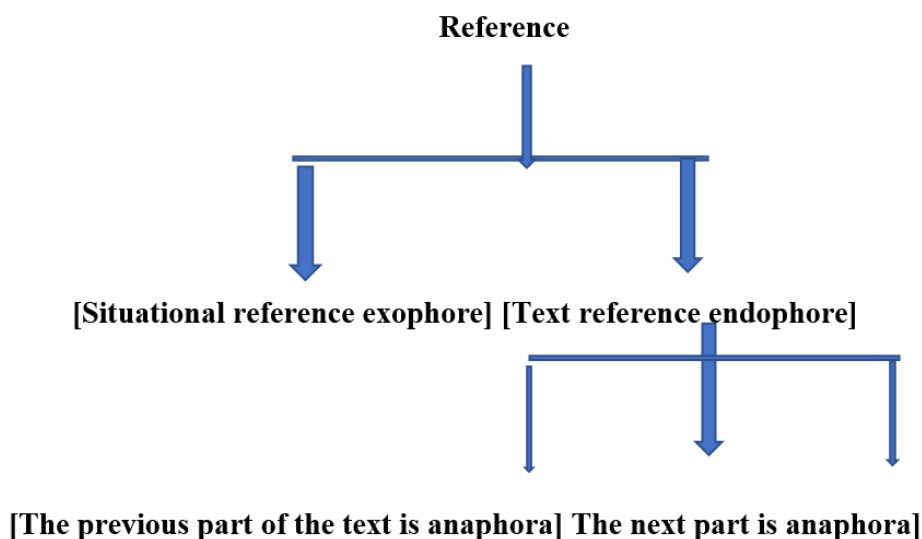 Reference
[Situational reference exophore] [Text reference endophore]
[The previous part of the text is anaphora] The next part is anaphora]